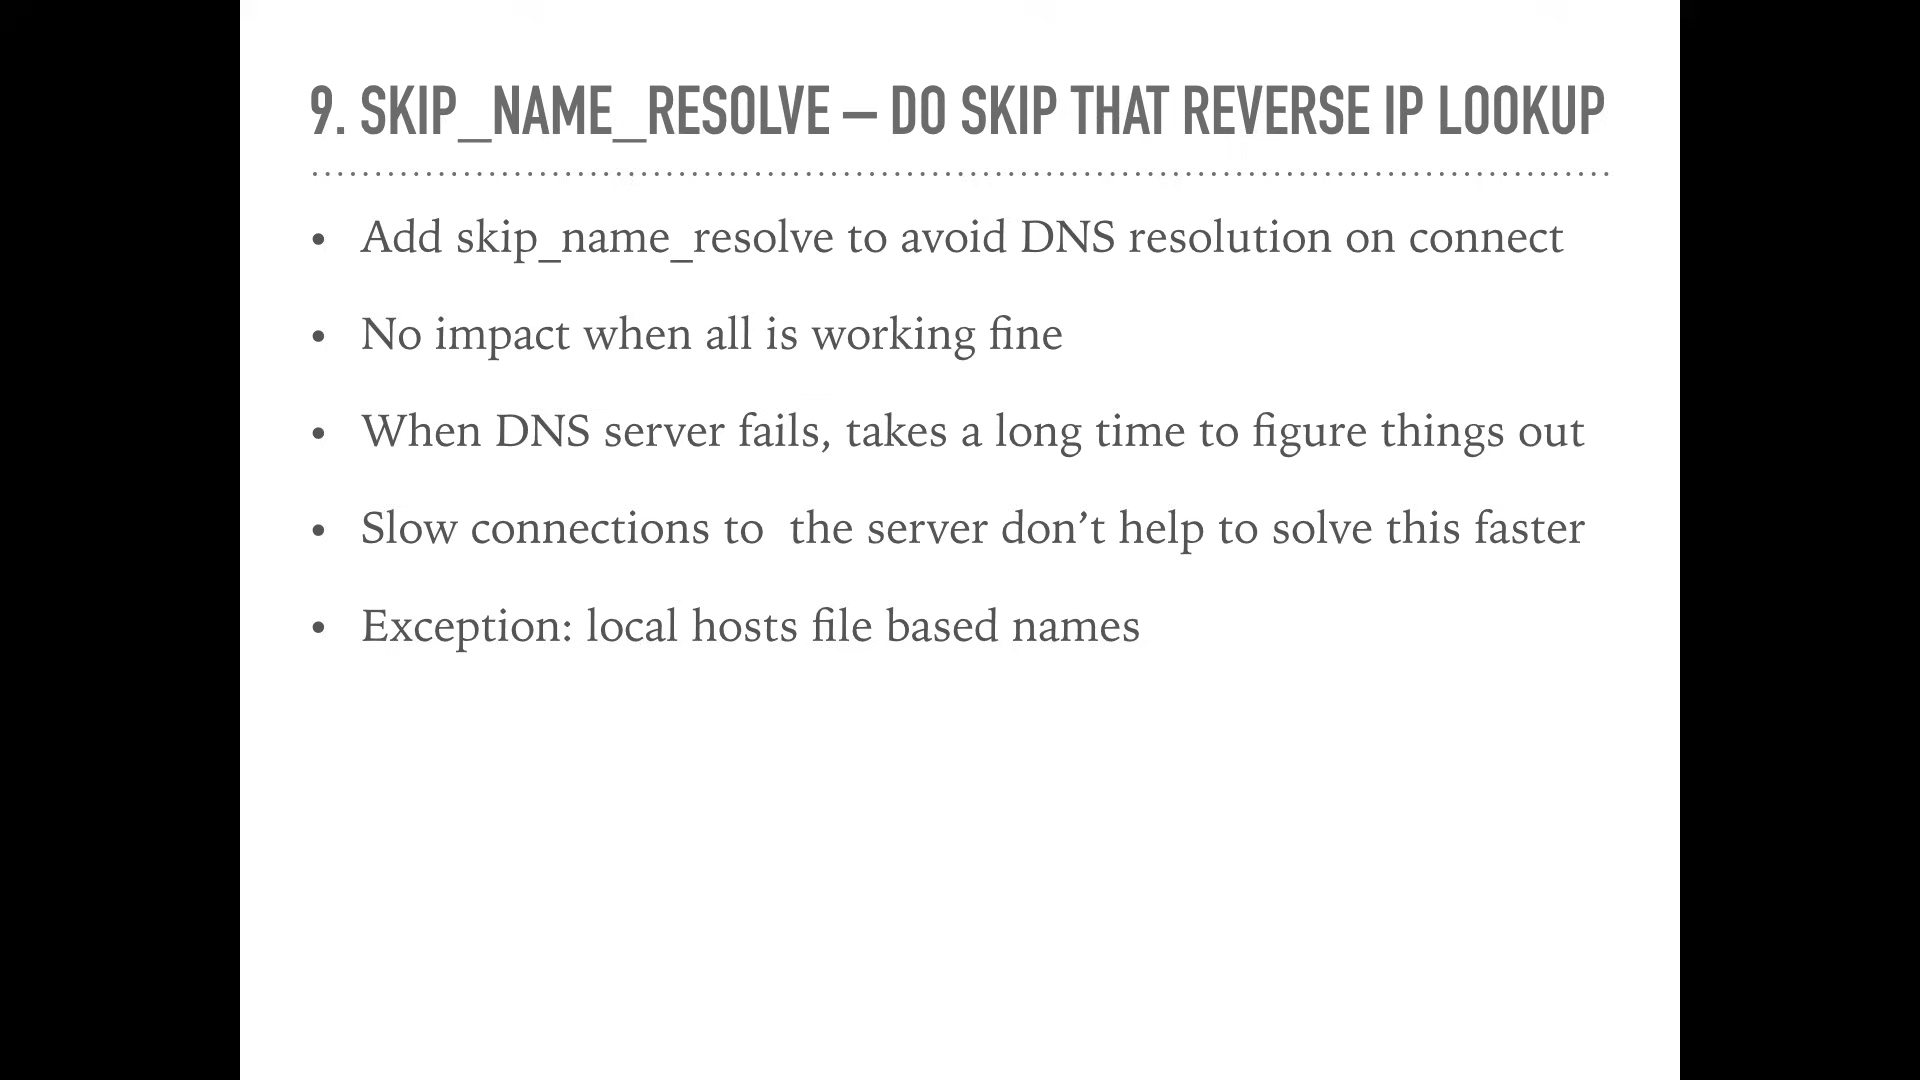 9. SKIP_NAME_RESOLVE – DO SKIP THAT REVERSE IP LOOKUP
• Add skip_name_resolve to avoid DNS resolution on connect
• No impact when all is working fine
• When DNS server fails, takes a long time to figure things out
• Slow connections to  the server don’t help to solve this faster
• Exception: local hosts file based names